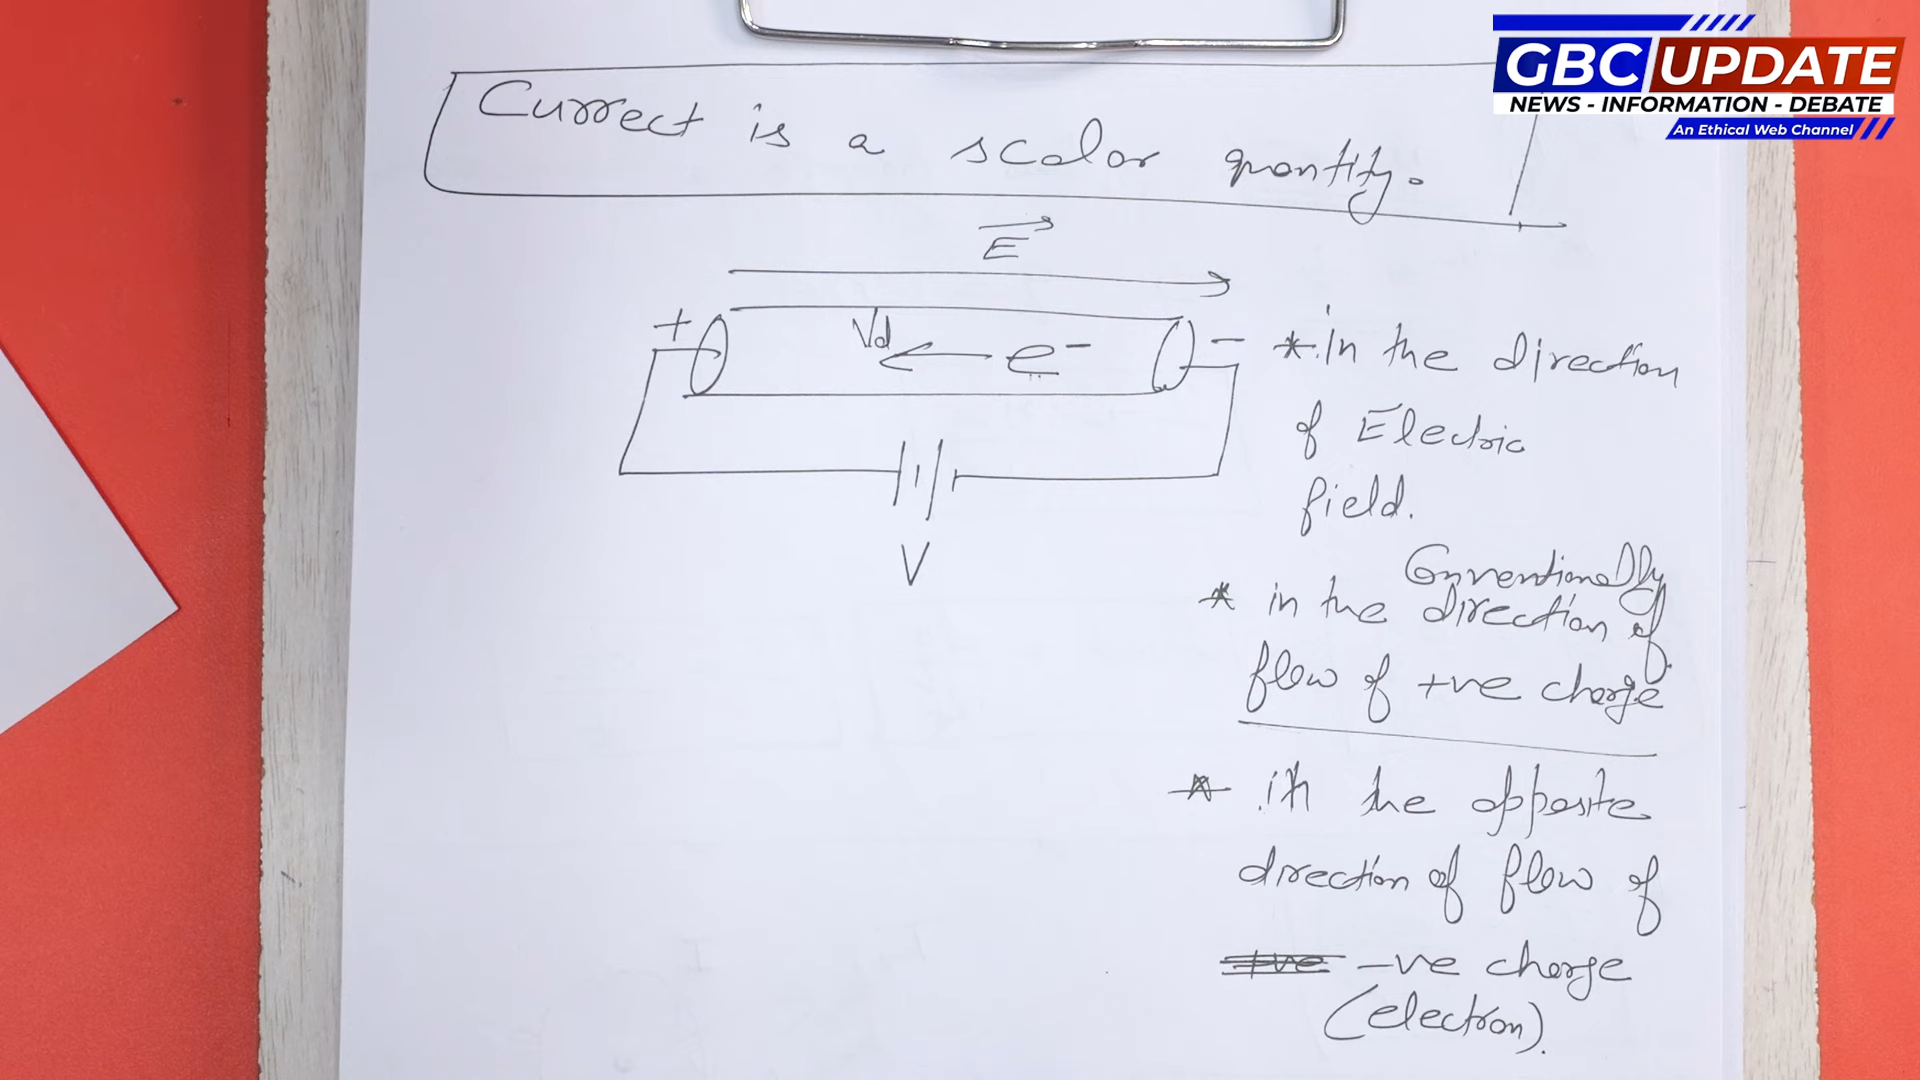 GBC UPDATE
NEWS - INFORMATION - DEBATE
An Ethical Web Channel
Currect is a scalar quantity.
E
+ Vd e- -
V
* in the direction
of Electric
field.
Conventionally
* in the direction of
flow of +ve charge
* in the opposite
direction of flow of
+ve -ve charge
(electron).